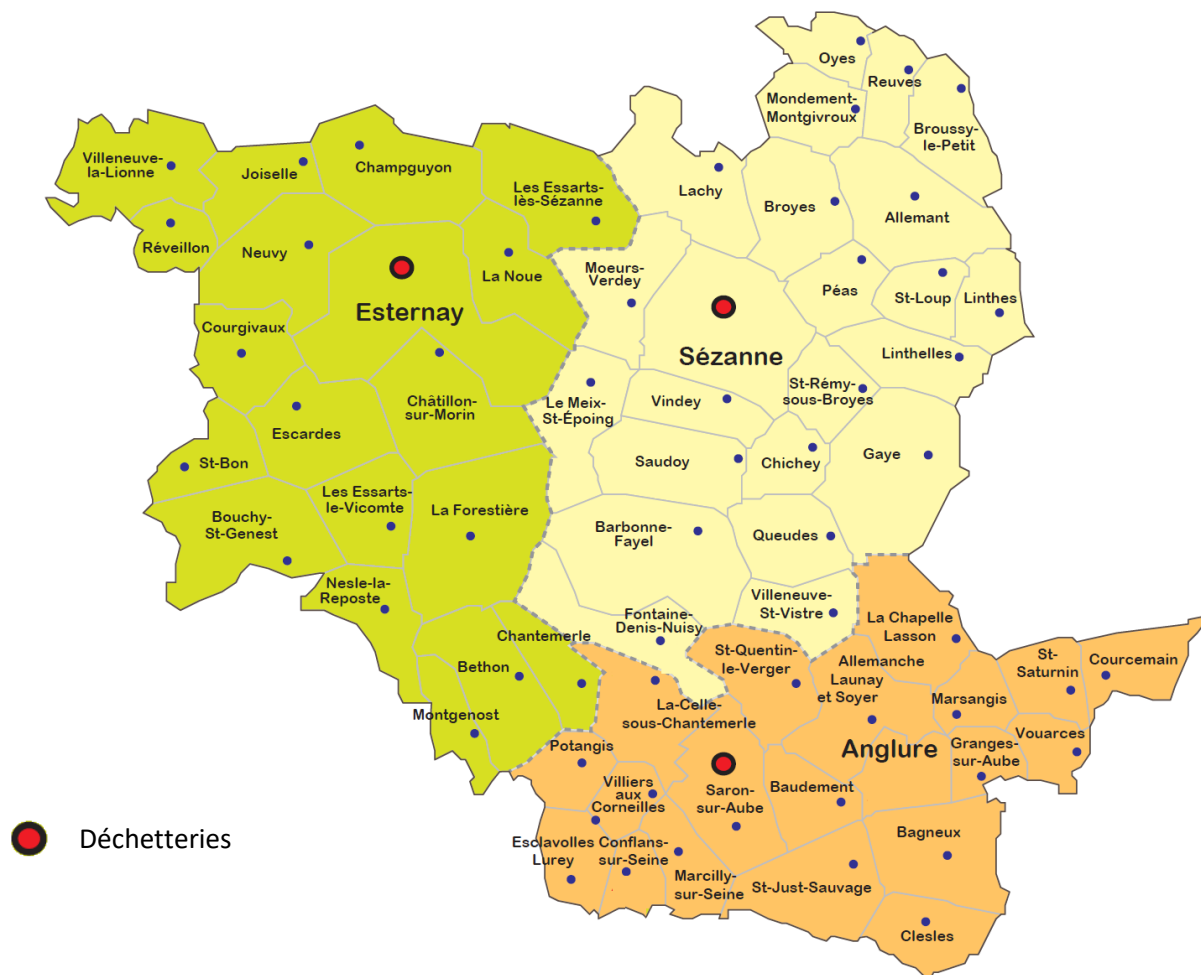 Oyes
Reuves
Mondement-
Montgivroux
Broussy-
le-Petit
Villeneuve-
la-Lionne
Joiselle
Champguyon
Les Essarts-
lès-Sézanne
Lachy
Broyes
Allemant
Réveillon
Neuvy
La Noue
Moeurs-
Verdey
Péas
St-Loup
Linthes
Esternay
Courgivaux
Sézanne
Linthelles
Châtillon-
sur-Morin
Le Meix-
St-Époing
Vindey
St-Rémy-
sous-Broyes
Escardes
St-Bon
Saudoy
Chichey
Gaye
Les Essarts-
le-Vicomte
La Forestière
Bouchy-
St-Genest
Barbonne-
Fayel
Queudes
Nesle-la-
Reposte
Villeneuve-
St-Vistre
Fontaine-
Denis-Nuisy
Chantemerle
La Chapelle
Lasson
Bethon
St-Quentin-
le-Verger
Allemanche
Launay
et Soyer
St-
Saturnin
Courcemain
Montgenost
La-Celle-
sous-Chantemerle
Marsangis
Vouarces
Potangis
Anglure
Granges-
sur-Aube
Villiers
aux
Corneilles
Saron-
sur-Aube
Baudement
Bagneux
Esclavolles
Lurey
Conflans-
sur-Seine
Marcilly-
sur-Seine
St-Just-Sauvage
Clesles
Déchetteries